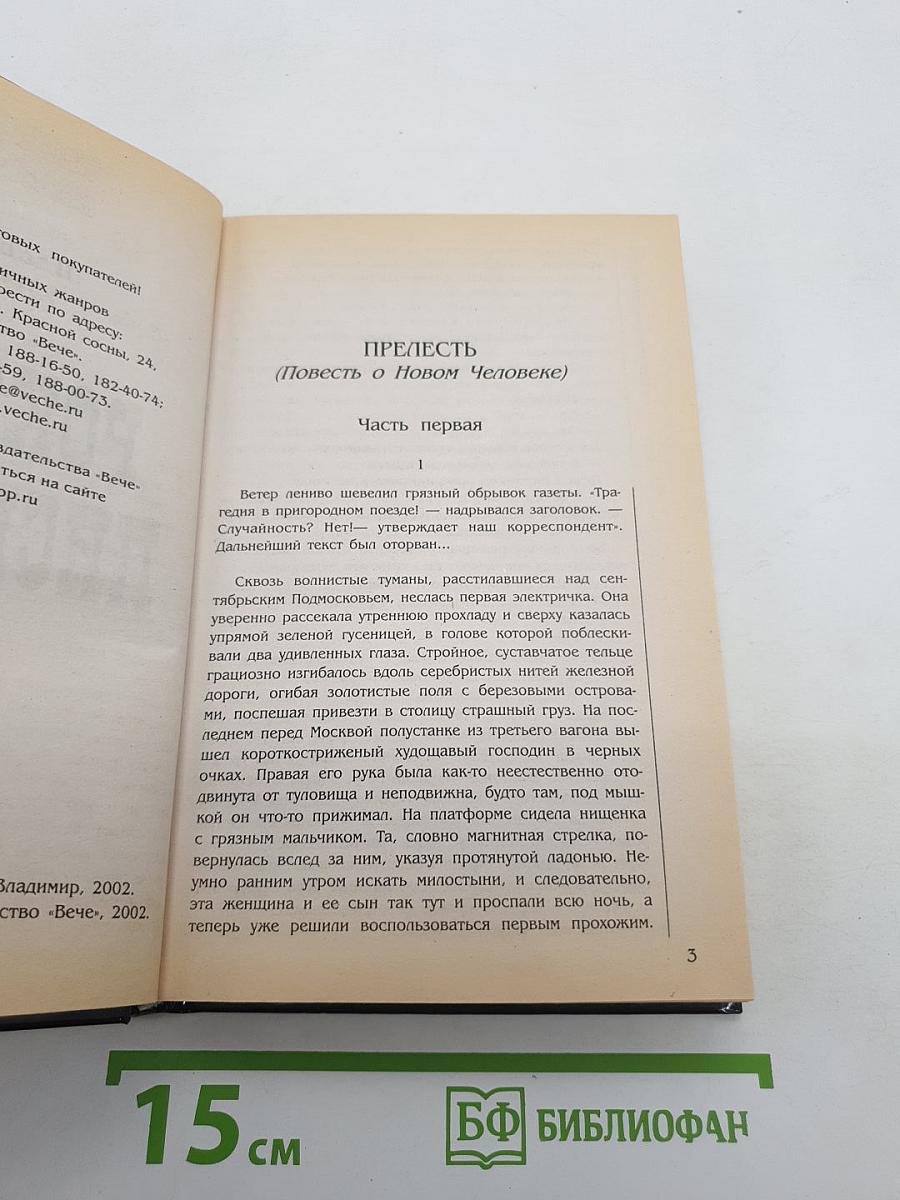 товых покупателей!
ичных жанров
рести по адресу:
. Красной сосны, 24,
тво «Вече».
188-16-50, 182-40-74;
-59, 188-00-73.
e@veche.ru
.veche.ru
здательства «Вече»
ться на сайте
op.ru
Владимир, 2002.
ство «Вече», 2002.
ПРЕЛЕСТЬ
(Повесть о Новом Человеке)
Часть первая
1
Ветер лениво шевелил грязный обрывок газеты. «Тра-
гедия в пригородном поезде! — надрывался заголовок. —
Случайность? Нет!— утверждает наш корреспондент».
Дальнейший текст был оторван...
Сквозь волнистые туманы, расстилавшиеся над сен-
тябрьским Подмосковьем, неслась первая электричка. Она
уверенно рассекала утреннюю прохладу и сверху казалась
упрямой зеленой гусеницей, в голове которой поблески-
вали два удивленных глаза. Стройное, суставчатое тельце
грациозно изгибалось вдоль серебристых нитей железной
дороги, огибая золотистые поля с березовыми острова-
ми, поспешая привезти в столицу страшный груз. На пос-
леднем перед Москвой полустанке из третьего вагона вы-
шел короткостриженый худощавый господин в черных
очках. Правая его рука была как-то неестественно ото-
двинута от туловища и неподвижна, будто там, под мыш-
кой он что-то прижимал. На платформе сидела нищенка
с грязным мальчиком. Та, словно магнитная стрелка, по-
вернулась вслед за ним, указуя протянутой ладонью. Не-
умно ранним утром искать милостыни, и следовательно,
эта женщина и ее сын так тут и проспали всю ночь, а
теперь уже решили воспользоваться первым прохожим.
3
15 см
БФ БИБЛИОФАН